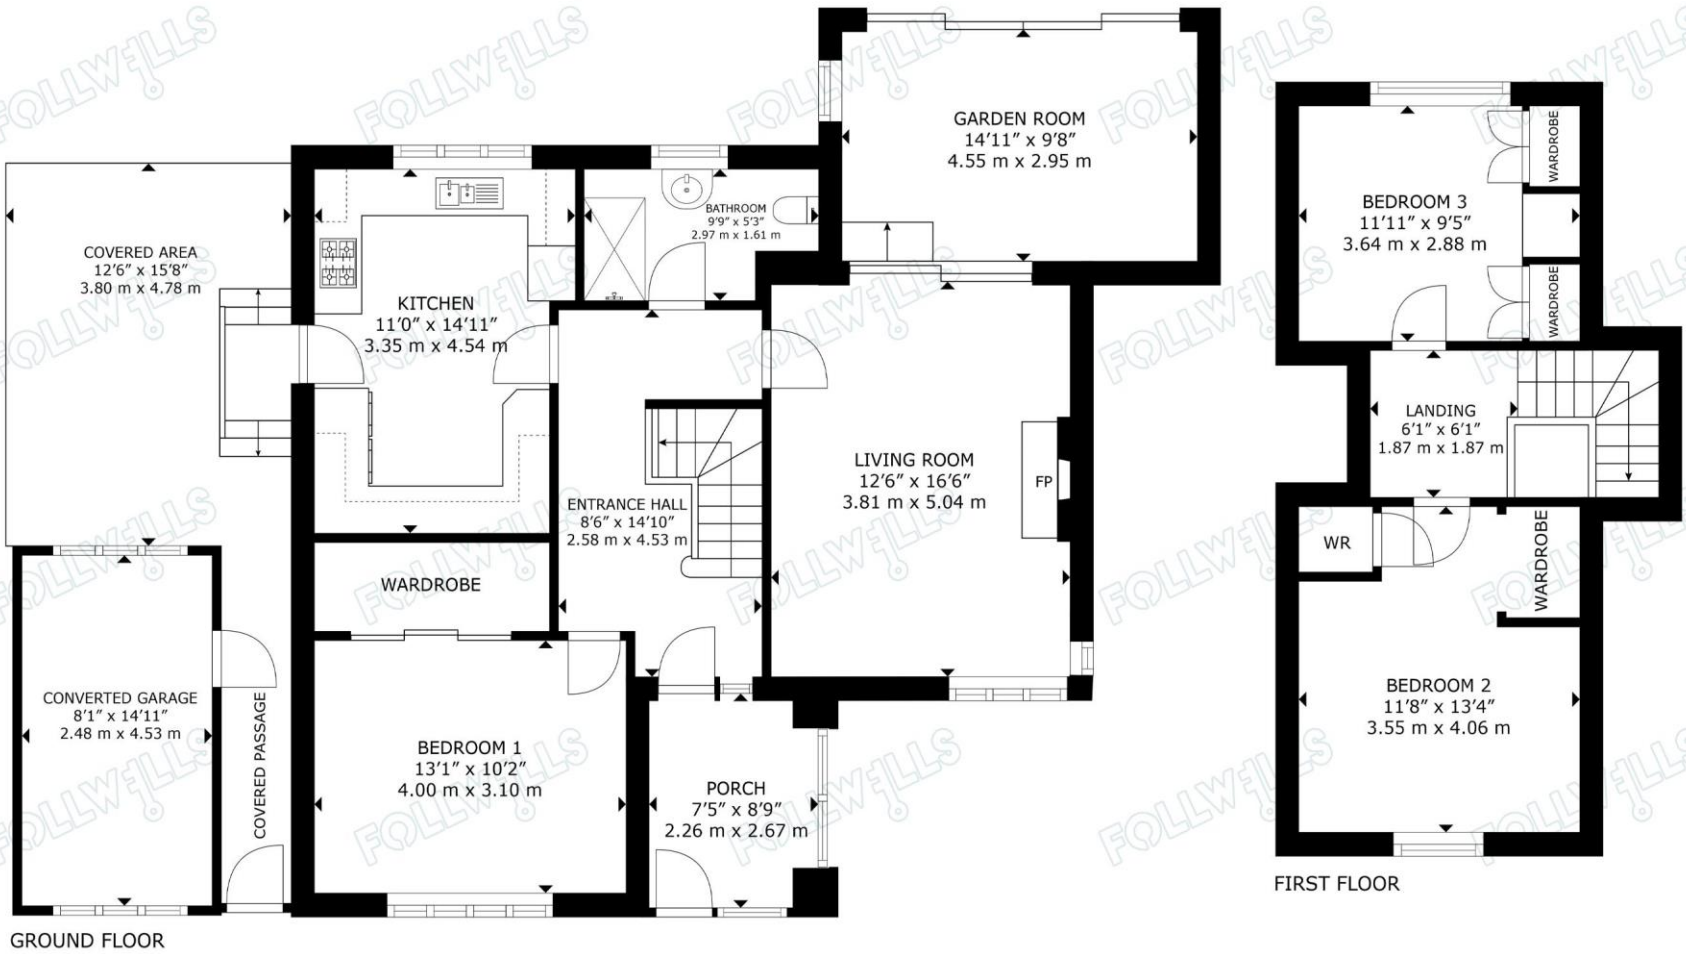 GARDEN ROOM
14'11" x 9'8"
4.55 m x 2.95 m
COVERED AREA
12'6" x 15'8"
3.80 m x 4.78 m
KITCHEN
11'0" x 14'11"
3.35 m x 4.54 m
BATHROOM
9'9" x 5'3"
2.97 m x 1.61 m
ENTRANCE HALL
8'6" x 14'10"
2.58 m x 4.53 m
LIVING ROOM
12'6" x 16'6"
3.81 m x 5.04 m
FP
WARDROBE
CONVERTED GARAGE
8'1" x 14'11"
2.48 m x 4.53 m
COVERED PASSAGE
BEDROOM 1
13'1" x 10'2"
4.00 m x 3.10 m
PORCH
7'5" x 8'9"
2.26 m x 2.67 m
GROUND FLOOR
BEDROOM 3
11'11" x 9'5"
3.64 m x 2.88 m
WARDROBE
WARDROBE
LANDING
6'1" x 6'1"
1.87 m x 1.87 m
WR
WARDROBE
BEDROOM 2
11'8" x 13'4"
3.55 m x 4.06 m
FIRST FLOOR
FOLLWELLS